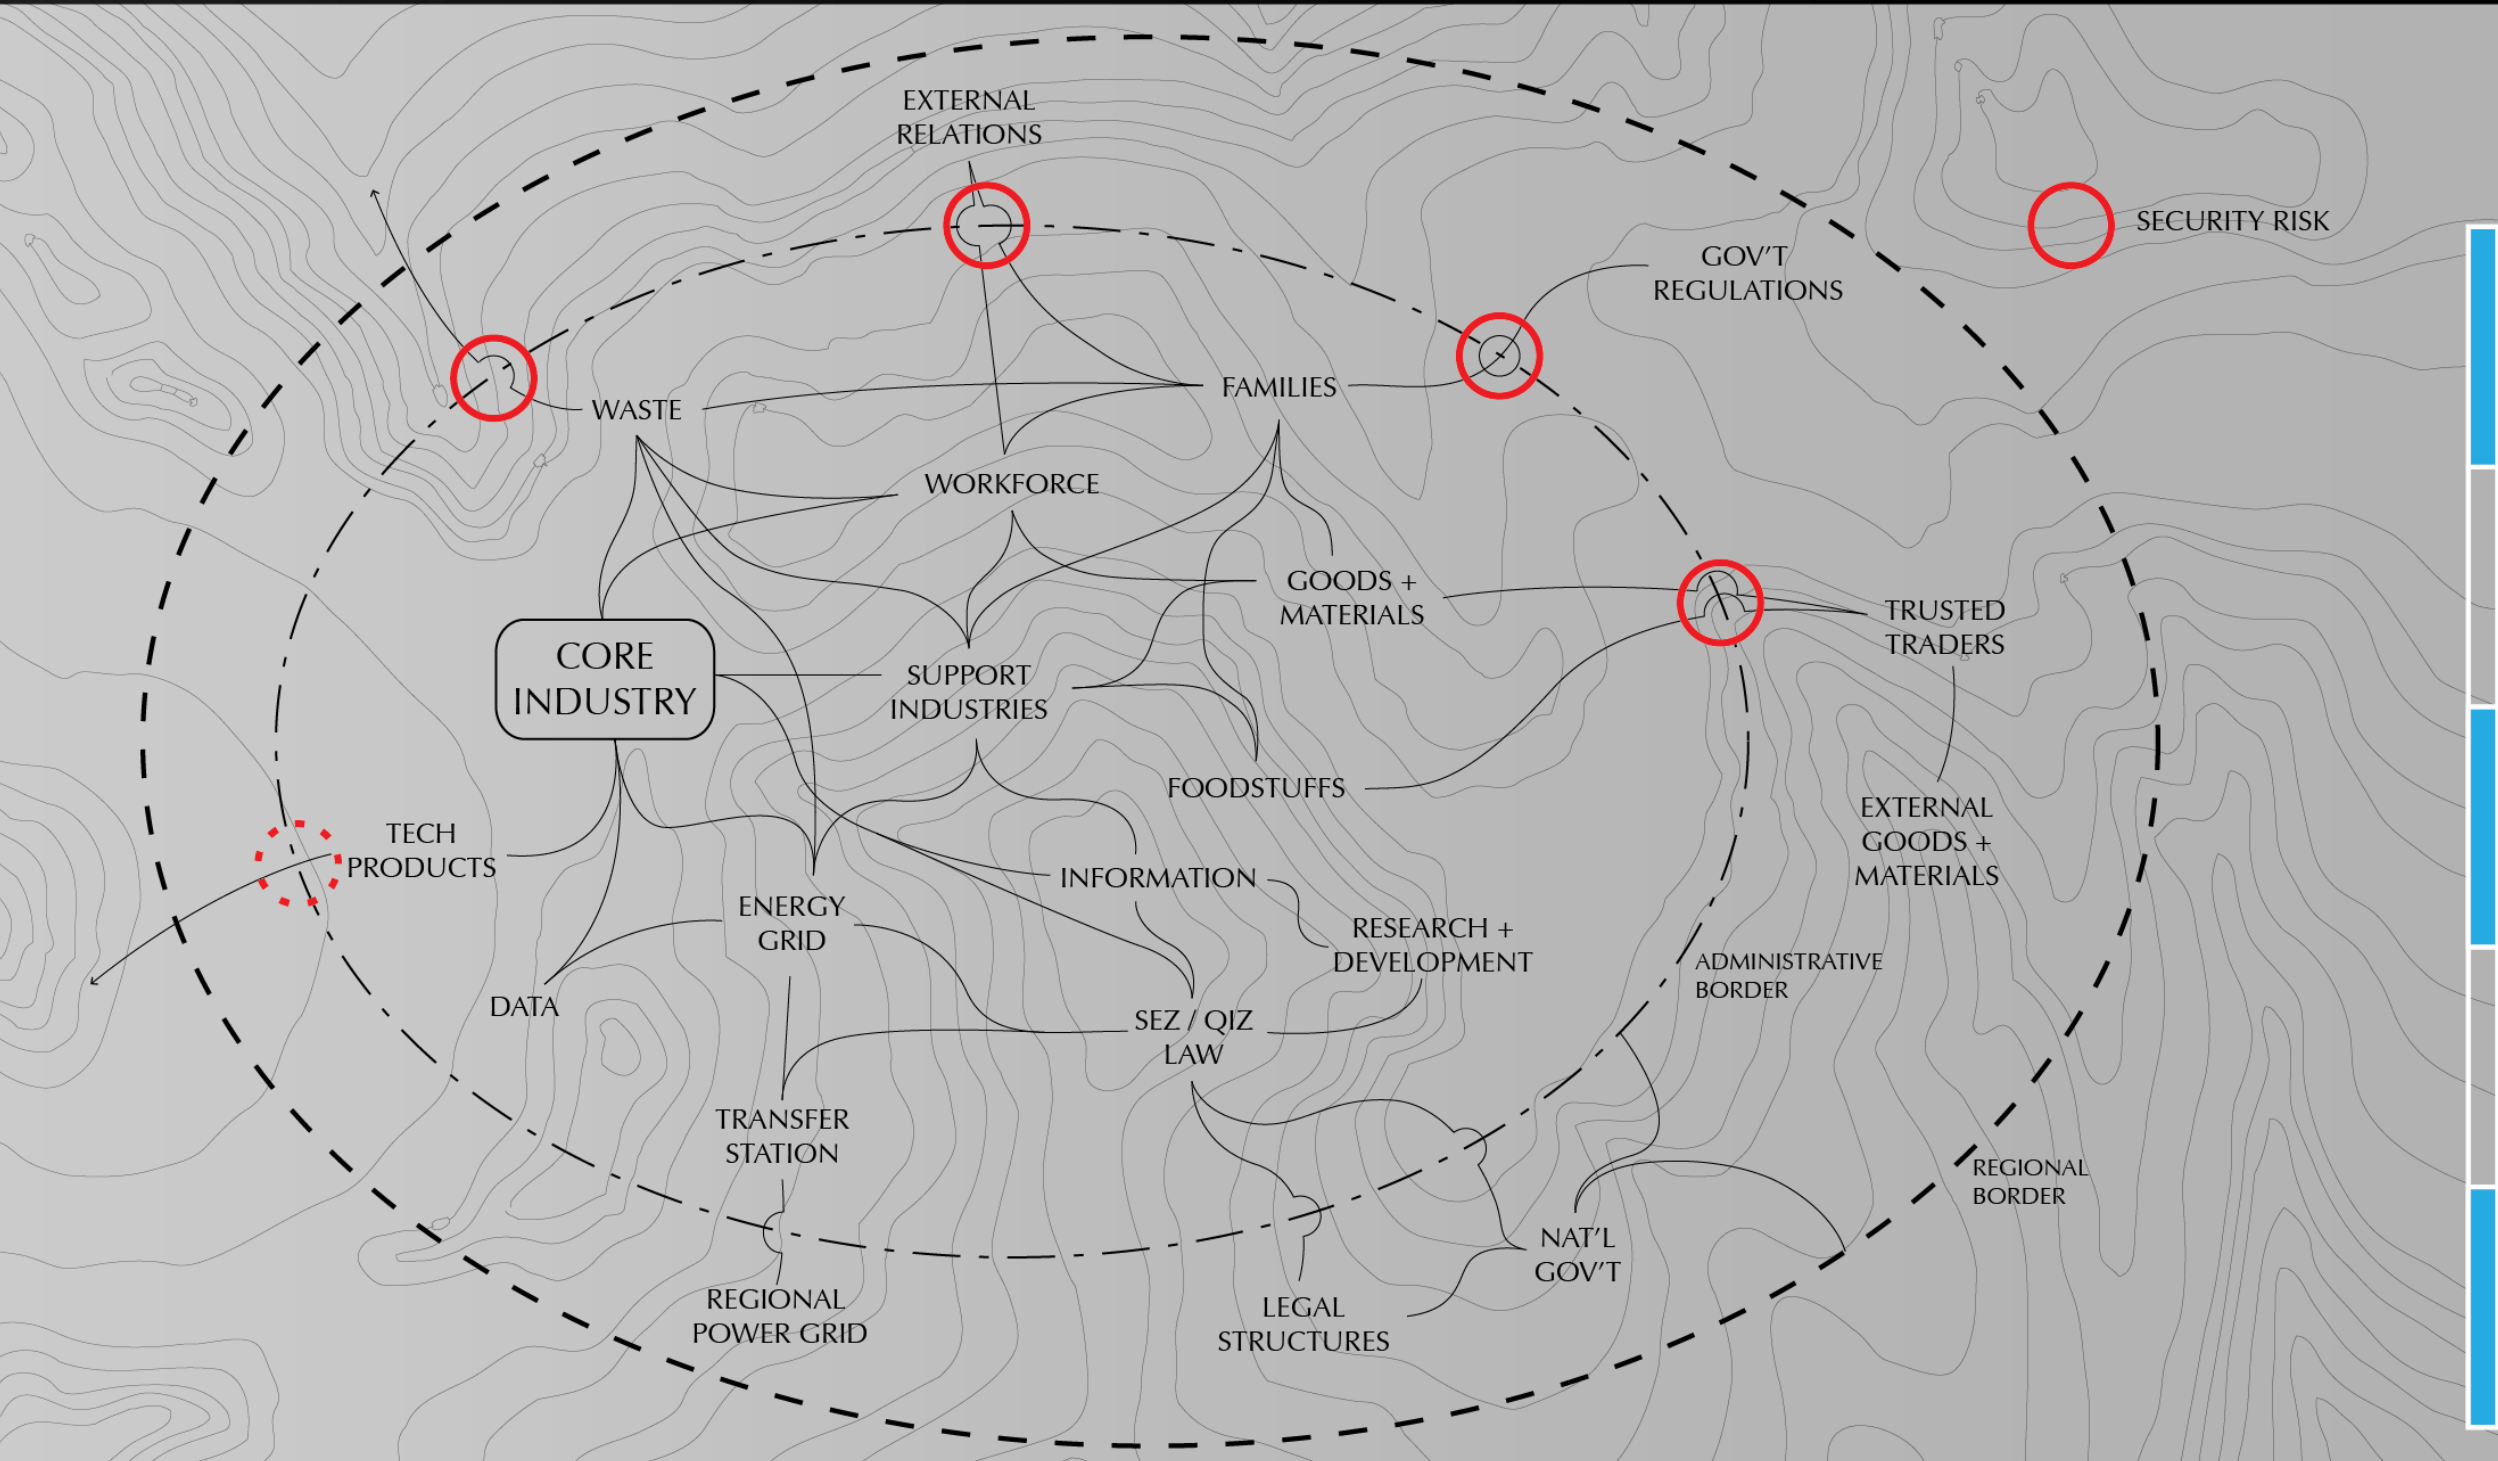 EXTERNAL
RELATIONS
SECURITY RISK
GOV'T
REGULATIONS
FAMILIES
WASTE
WORKFORCE
GOODS +
MATERIALS
TRUSTED
TRADERS
CORE
INDUSTRY
SUPPORT
INDUSTRIES
FOODSTUFFS
EXTERNAL
GOODS +
MATERIALS
TECH
PRODUCTS
INFORMATION
ENERGY
GRID
RESEARCH +
DEVELOPMENT
ADMINISTRATIVE
BORDER
DATA
SEZ / QIZ
LAW
TRANSFER
STATION
REGIONAL
BORDER
NAT'L
GOV'T
REGIONAL
POWER GRID
LEGAL
STRUCTURES